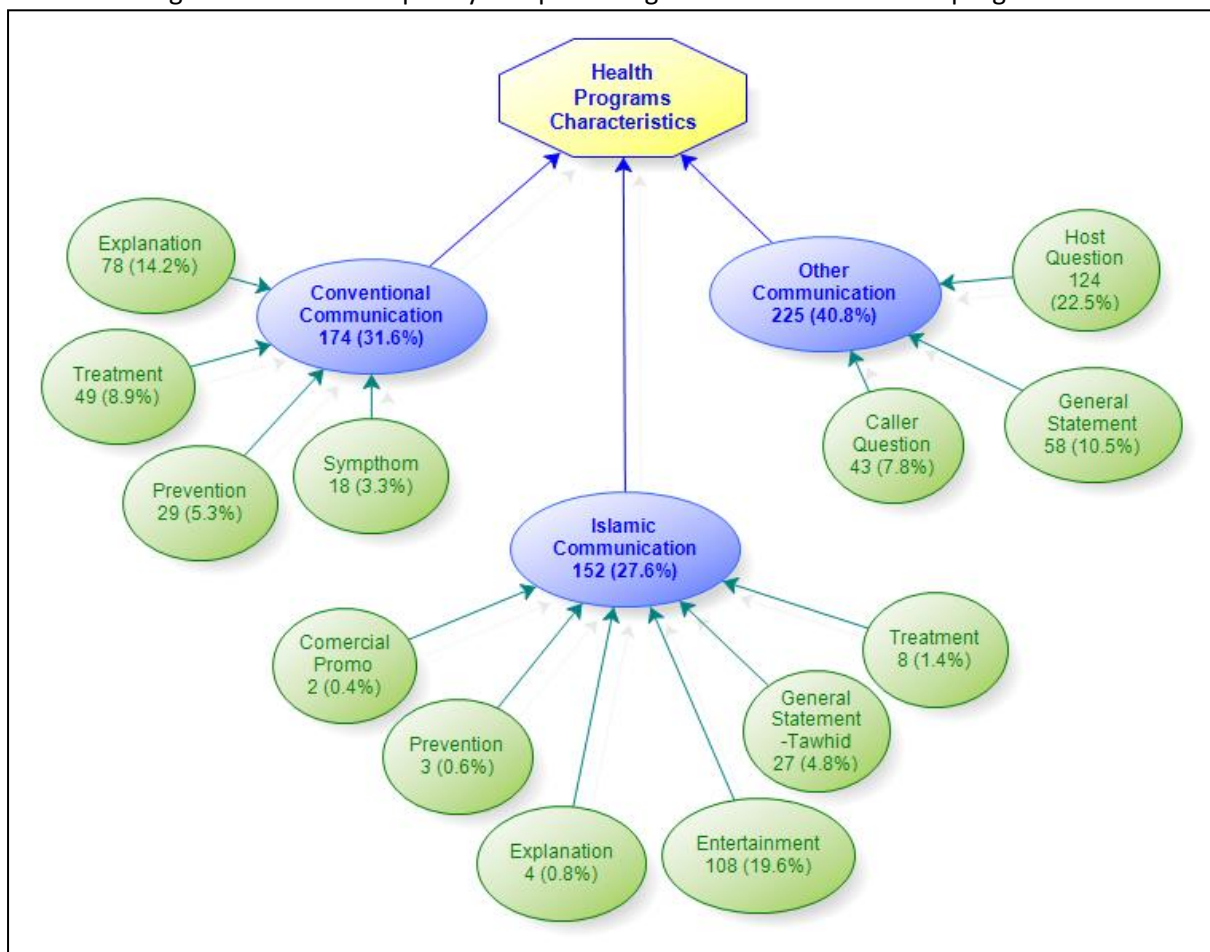 Health
Programs
Characteristics
Explanation
78 (14.2%)
Conventional
Communication
174 (31.6%)
Treatment
49 (8.9%)
Prevention
29 (5.3%)
Sympthom
18 (3.3%)
Other
Communication
225 (40.8%)
Host
Question
124
(22.5%)
Caller
Question
43 (7.8%)
General
Statement
58 (10.5%)
Islamic
Communication
152 (27.6%)
Comercial
Promo
2 (0.4%)
Prevention
3 (0.6%)
Explanation
4 (0.8%)
Entertainment
108 (19.6%)
General
Statement
-Tawhid
27 (4.8%)
Treatment
8 (1.4%)